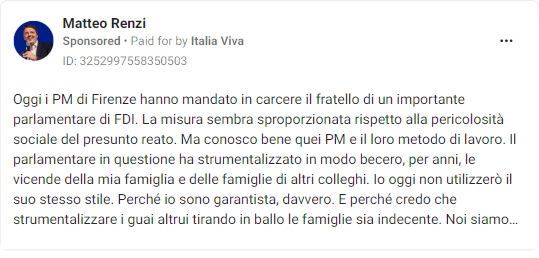 Matteo Renzi
Sponsored • Paid for by Italia Viva
ID: 3252997558350503
Oggi i PM di Firenze hanno mandato in carcere il fratello di un importante
parlamentare di FDI. La misura sembra sproporzionata rispetto alla pericolosità
sociale del presunto reato. Ma conosco bene quei PM e il loro metodo di lavoro. Il
parlamentare in questione ha strumentalizzato in modo becero, per anni, le
vicende della mia famiglia e delle famiglie di altri colleghi. Io oggi non utilizzerò il
suo stesso stile. Perché io sono garantista, davvero. E perché credo che
strumentalizzare i guai altrui tirando in ballo le famiglie sia indecente. Noi siamo...